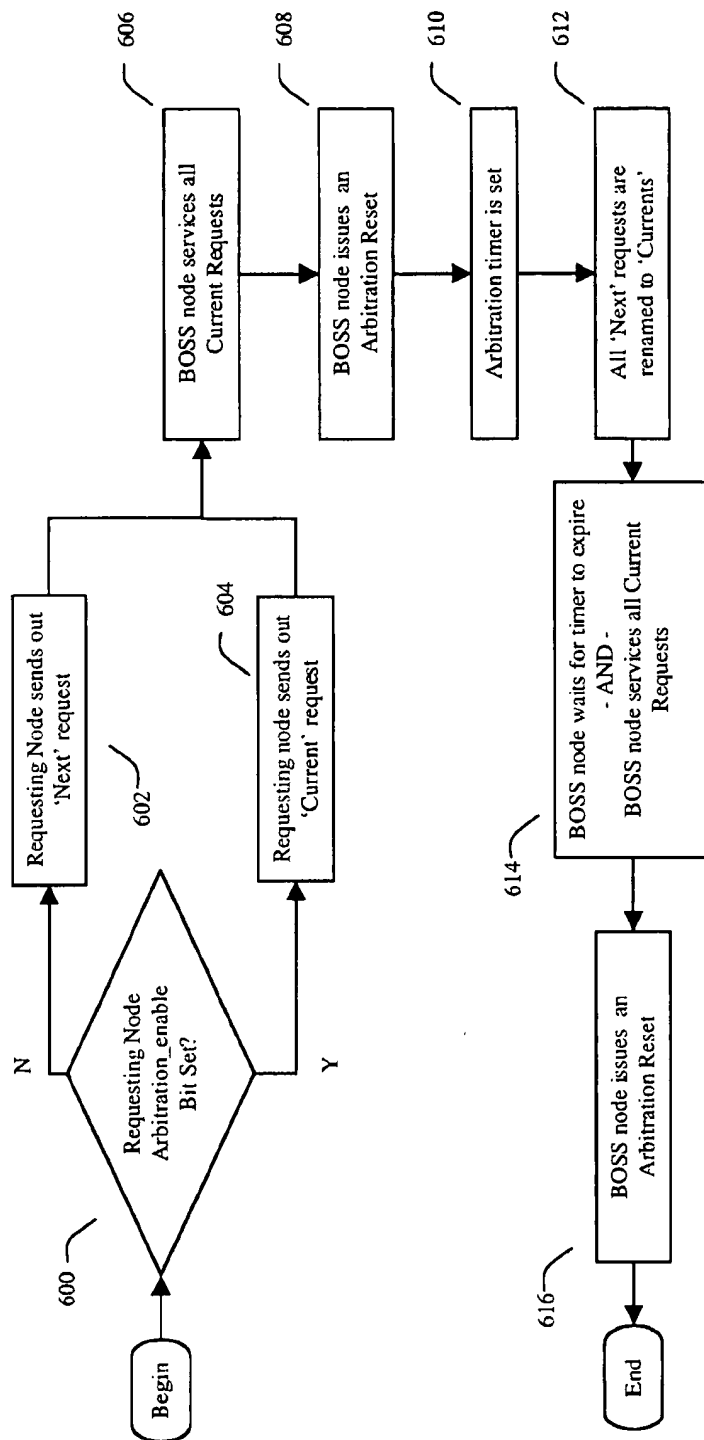 Begin
600
Requesting Node
Arbitration_enable
Bit Set?
N
Y
Requesting Node sends out
'Next' request
602
Requesting node sends out
'Current' request
604
BOSS node services all
Current Requests
606
BOSS node issues an
Arbitration Reset
608
Arbitration timer is set
610
All 'Next' requests are
renamed to 'Currents'
612
BOSS node waits for timer to expire
- AND -
BOSS node services all Current
Requests
614
BOSS node issues an
Arbitration Reset
616
End